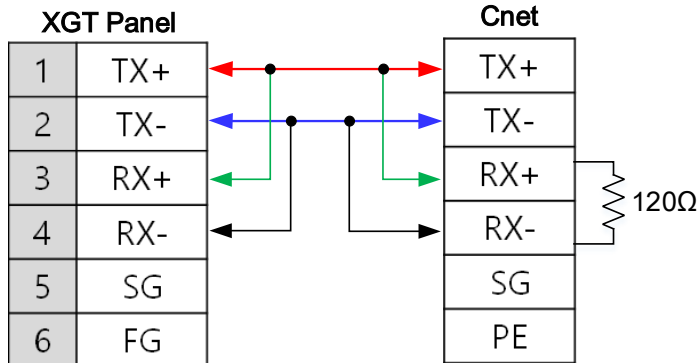 XGT Panel
Cnet
1 TX+ TX+
2 TX- TX-
3 RX+ RX+
120Ω
4 RX- RX-
5 SG SG
6 FG PE